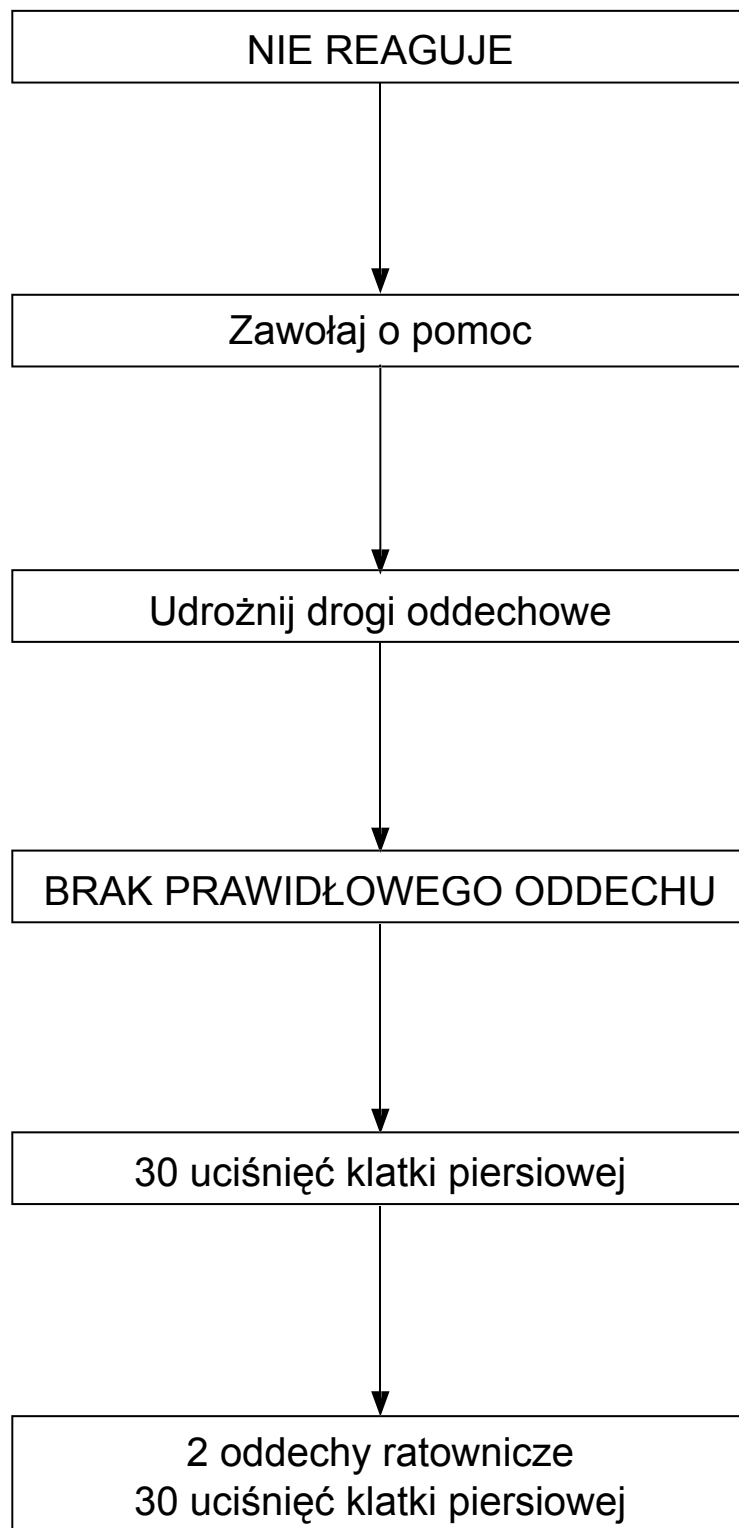 NIE REAGUJE
Zawołaj o pomoc
Udrożnij drogi oddechowe
BRAK PRAWIDŁOWEGO ODDECHU
30 uciśnięć klatki piersiowej
2 oddechy ratownicze
30 uciśnięć klatki piersiowej